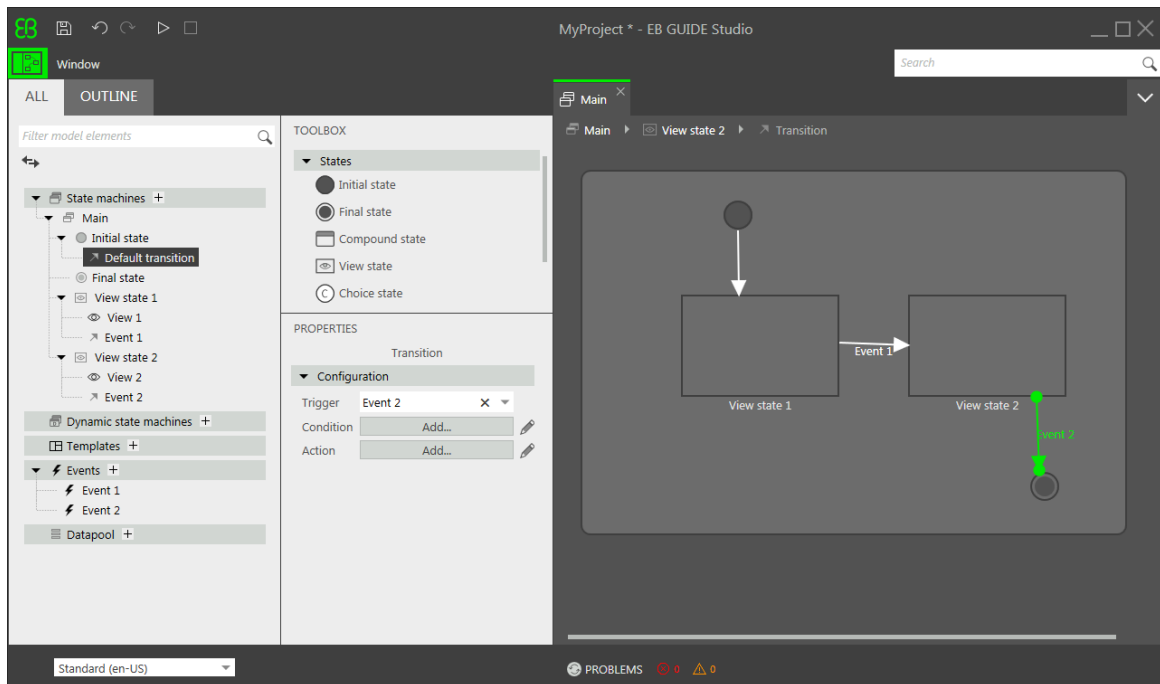 MyProject * - EB GUIDE Studio
Window
Search
ALL
OUTLINE
Filter model elements
State machines +
Main
Initial state
Default transition
Final state
View state 1
View 1
Event 1
View state 2
View 2
Event 2
Dynamic state machines +
Templates +
Events +
Event 1
Event 2
Datapool +
TOOLBOX
States
Initial state
Final state
Compound state
View state
C Choice state
PROPERTIES
Transition
Configuration
Trigger Event 2
Condition Add...
Action Add...
Main
Main View state 2 Transition
Event 1
View state 1
View state 2
Event 2
Standard (en-US)
PROBLEMS 0 0